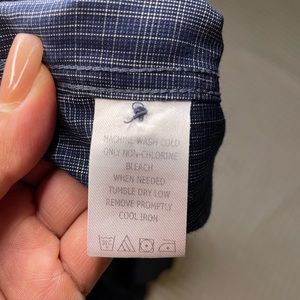 MACHINE WASH COLD
ONLY NON-CHLORINE
BLEACH
WHEN NEEDED
TUMBLE DRY LOW
REMOVE PROMPTLY
COOL IRON